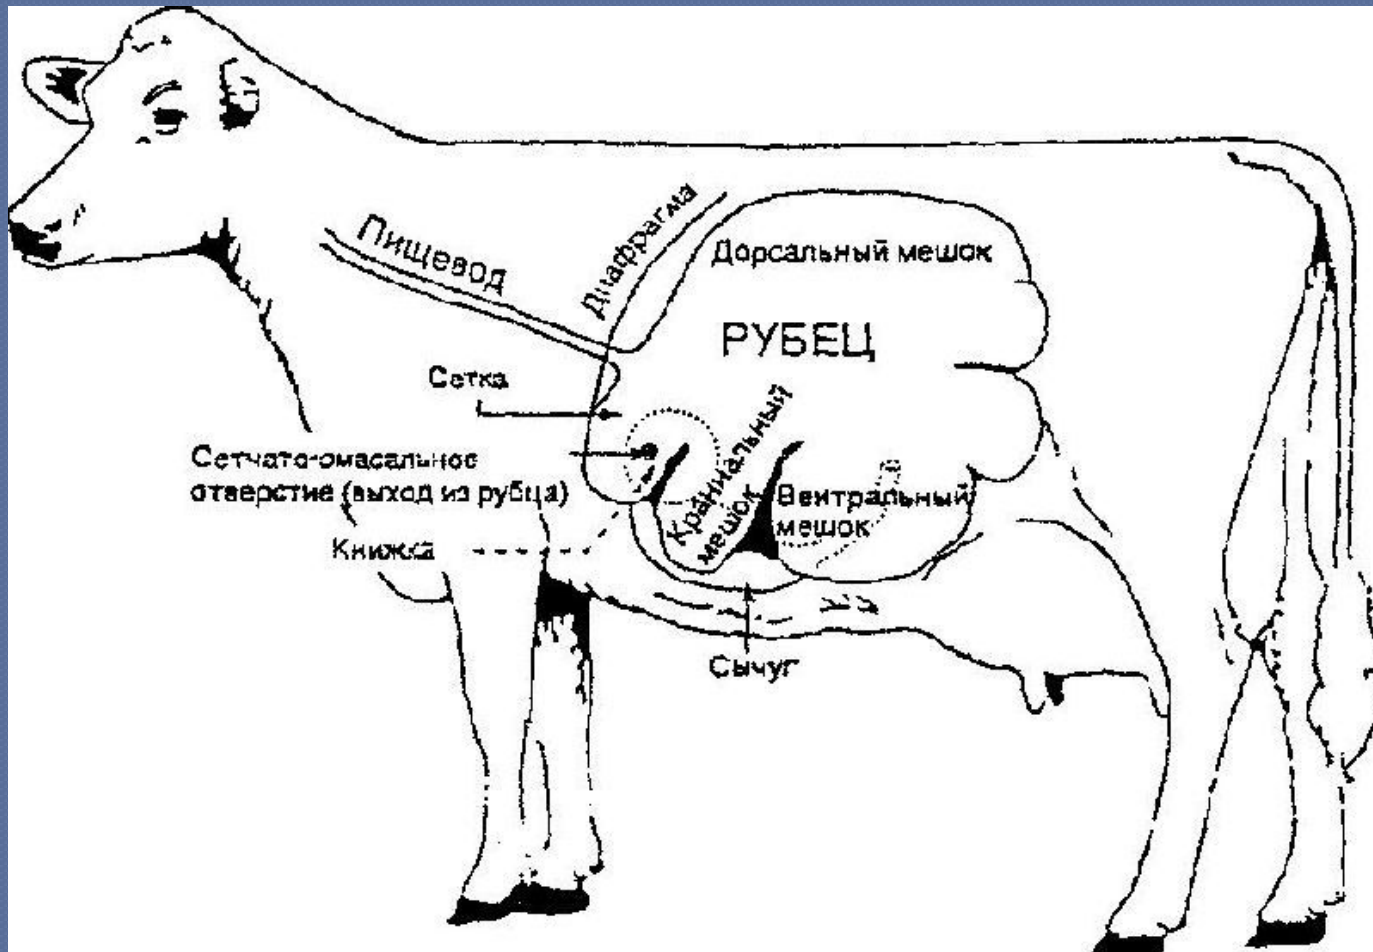 Пищевод
Диафрагма
Дорсальный мешок
РУБЕЦ
Сетка
Краниальный
мешок
Сетчато-омасальное
отверстие (выход из рубца)
Вентральный
мешок
Книжка
Сычуг